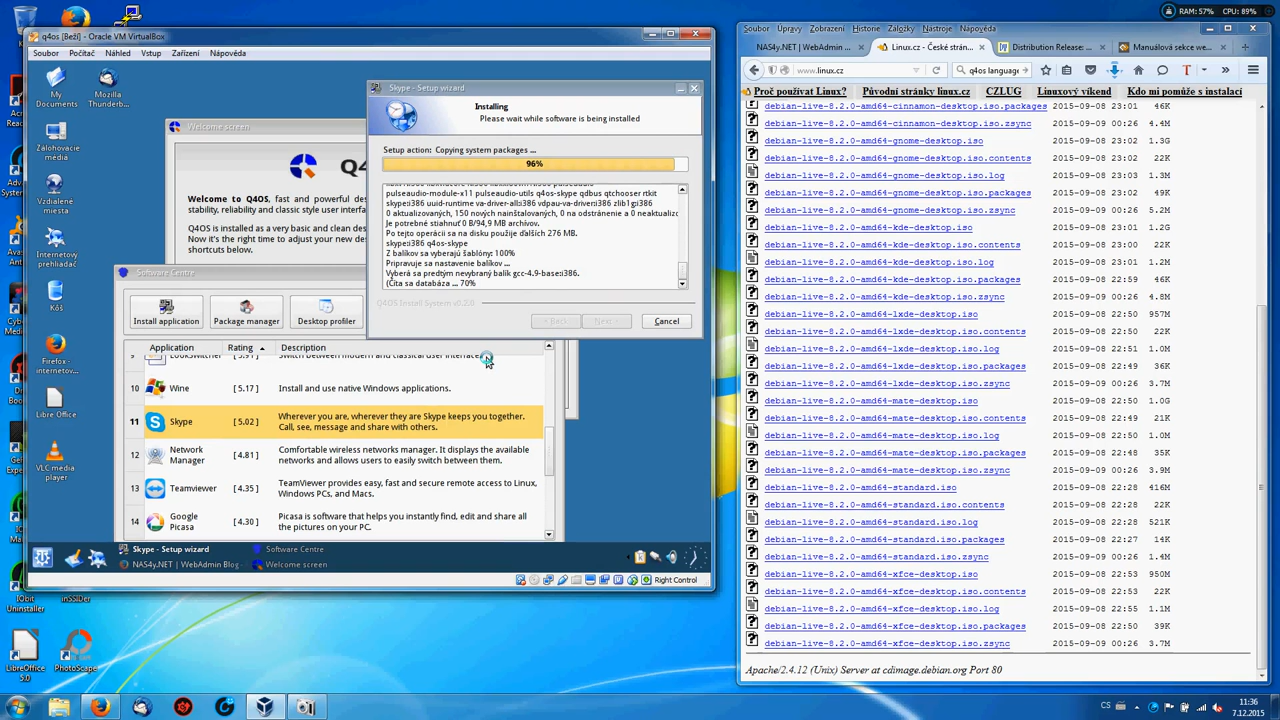 RAM: 57% CPU: 89%
q4os [Beží] - Oracle VM VirtualBox
Soubor Počítač Náhled Vstup Zařízení Nápověda
My Documents
Mozilla Thunderb...
Zálohovacie médiá
Vzdialené miesta
Internetový prehliadač
Kôš
Firefox - internetov...
Libre Office
VLC media player
Welcome screen
Welcome to Q4OS, fast and powerful des
stability, reliability and classic style user interfa
Q4OS is installed as a very basic and clean des
Now it's the right time to adjust your new des
shortcuts below.
Skype - Setup wizard
Installing
Please wait while software is being installed
Setup action: Copying system packages ...
96%
pulseaudio-module-x11 pulseaudio-utils q4os-skype qdbus qtchooser rtkit
skype:i386 uuid-runtime va-driver-all:i386 vdpau-va-driver:i386 zlib1g:i386
0 aktualizovaných, 150 nových nainštalovaných, 0 na odstránenie a 0 neaktualiz
Je potrebné stiahnuť 0 B/94,9 MB archívov.
Po tejto operácii sa na disku použije ďalších 276 MB.
skype:i386 q4os-skype
Z balíkov sa vyberajú šablóny: 100%
Pripravuje sa nastavenie balíkov ...
Vyberá sa predtým nevybraný balík gcc-4.9-base:i386.
(Číta sa databáza ... 70%
Q4OS Install System v0.2.0
< Back Next > Cancel
Software Centre
Install application Package manager Desktop profiler
Application Rating Description
9 LookSwitcher [ 5.91 ] Switch between modern and classical user interfaces.
10 Wine [ 5.17 ] Install and use native Windows applications.
11 Skype [ 5.02 ] Wherever you are, wherever they are Skype keeps you together.
Call, see, message and share with others.
12 Network Manager [ 4.81 ] Comfortable wireless networks manager. It displays the available
networks and allows users to easily switch between them.
13 Teamviewer [ 4.35 ] TeamViewer provides easy, fast and secure remote access to Linux,
Windows PCs, and Macs.
14 Google Picasa [ 4.30 ] Picasa is software that helps you instantly find, edit and share all
the pictures on your PC.
Skype - Setup wizard Software Centre
NAS4y.NET | WebAdmin Blog - Welcome screen
Right Control
IObit Uninstaller
inSSIDer
LibreOffice 5.0
PhotoScape
Soubor Úpravy Zobrazení Historie Záložky Nástroje Nápověda
NAS4y.NET | WebAdmin ... Linux.cz - České strán... Distribution Release: ... Manuálová sekce we...
www.linux.cz
q4os language
Proč používat Linux? Původní stránky linux.cz CZLUG Linuxový víkend Kdo mi pomůže s instalací
debian-live-8.2.0-amd64-cinnamon-desktop.iso.packages 2015-09-08 23:01 46K
debian-live-8.2.0-amd64-cinnamon-desktop.iso.zsync 2015-09-09 00:26 4.4M
debian-live-8.2.0-amd64-gnome-desktop.iso 2015-09-08 23:01 1.3G
debian-live-8.2.0-amd64-gnome-desktop.iso.contents 2015-09-08 23:02 22K
debian-live-8.2.0-amd64-gnome-desktop.iso.log 2015-09-08 23:02 1.1M
debian-live-8.2.0-amd64-gnome-desktop.iso.packages 2015-09-08 23:02 49K
debian-live-8.2.0-amd64-gnome-desktop.iso.zsync 2015-09-09 00:26 5.2M
debian-live-8.2.0-amd64-kde-desktop.iso 2015-09-08 22:59 1.2G
debian-live-8.2.0-amd64-kde-desktop.iso.contents 2015-09-08 22:59 22K
debian-live-8.2.0-amd64-kde-desktop.iso.log 2015-09-08 22:59 1.1M
debian-live-8.2.0-amd64-kde-desktop.iso.packages 2015-09-08 22:59 46K
debian-live-8.2.0-amd64-kde-desktop.iso.zsync 2015-09-09 00:26 4.8M
debian-live-8.2.0-amd64-lxde-desktop.iso 2015-09-08 22:50 957M
debian-live-8.2.0-amd64-lxde-desktop.iso.contents 2015-09-08 22:50 22K
debian-live-8.2.0-amd64-lxde-desktop.iso.log 2015-09-08 22:51 1.0M
debian-live-8.2.0-amd64-lxde-desktop.iso.packages 2015-09-08 22:49 36K
debian-live-8.2.0-amd64-lxde-desktop.iso.zsync 2015-09-09 00:26 3.7M
debian-live-8.2.0-amd64-mate-desktop.iso 2015-09-08 22:50 1.0G
debian-live-8.2.0-amd64-mate-desktop.iso.contents 2015-09-08 22:49 21K
debian-live-8.2.0-amd64-mate-desktop.iso.log 2015-09-08 22:50 1.0M
debian-live-8.2.0-amd64-mate-desktop.iso.packages 2015-09-08 22:48 35K
debian-live-8.2.0-amd64-mate-desktop.iso.zsync 2015-09-09 00:26 3.9M
debian-live-8.2.0-amd64-standard.iso 2015-09-08 22:28 416M
debian-live-8.2.0-amd64-standard.iso.contents 2015-09-08 22:28 22K
debian-live-8.2.0-amd64-standard.iso.log 2015-09-08 22:28 521K
debian-live-8.2.0-amd64-standard.iso.packages 2015-09-08 22:27 14K
debian-live-8.2.0-amd64-standard.iso.zsync 2015-09-09 00:26 1.4M
debian-live-8.2.0-amd64-xfce-desktop.iso 2015-09-08 22:53 950M
debian-live-8.2.0-amd64-xfce-desktop.iso.contents 2015-09-08 22:53 22K
debian-live-8.2.0-amd64-xfce-desktop.iso.log 2015-09-08 22:55 1.1M
debian-live-8.2.0-amd64-xfce-desktop.iso.packages 2015-09-08 22:50 39K
debian-live-8.2.0-amd64-xfce-desktop.iso.zsync 2015-09-09 00:26 3.7M
Apache/2.4.12 (Unix) Server at cdimage.debian.org Port 80
CS
11:36
7.12.2015